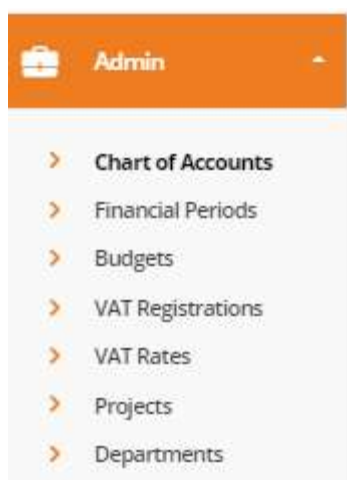 Admin
Chart of Accounts
Financial Periods
Budgets
VAT Registrations
VAT Rates
Projects
Departments